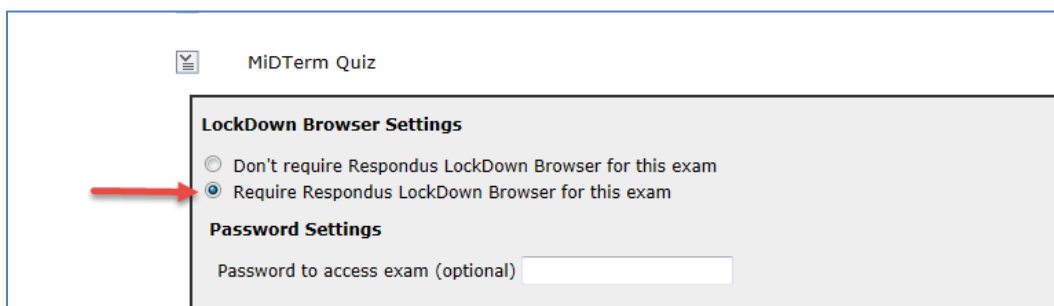 MiDTerm Quiz
LockDown Browser Settings
Don't require Respondus LockDown Browser for this exam
Require Respondus LockDown Browser for this exam
Password Settings
Password to access exam (optional)